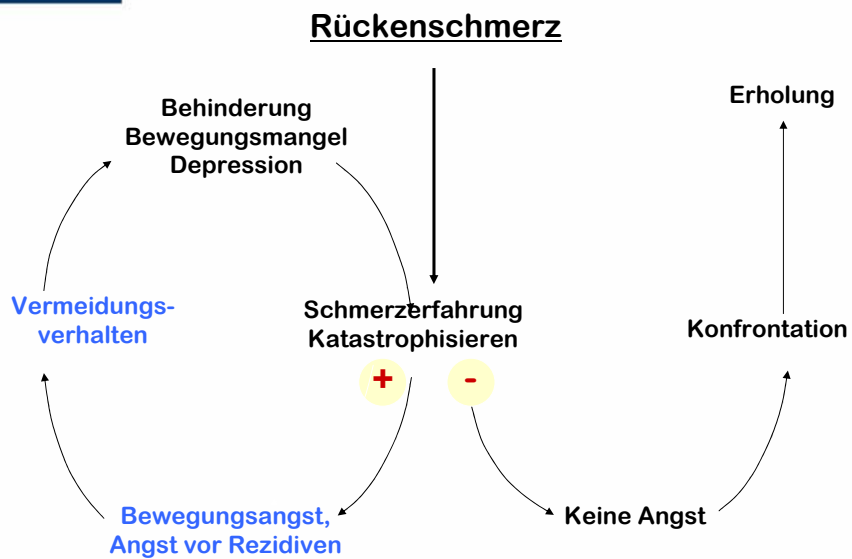 Rückenschmerz
Behinderung
Bewegungsmangel
Depression
Erholung
Vermeidungs-
verhalten
Schmerzerfahrung
Katastrophisieren
Konfrontation
+
-
Bewegungsangst,
Angst vor Rezidiven
Keine Angst